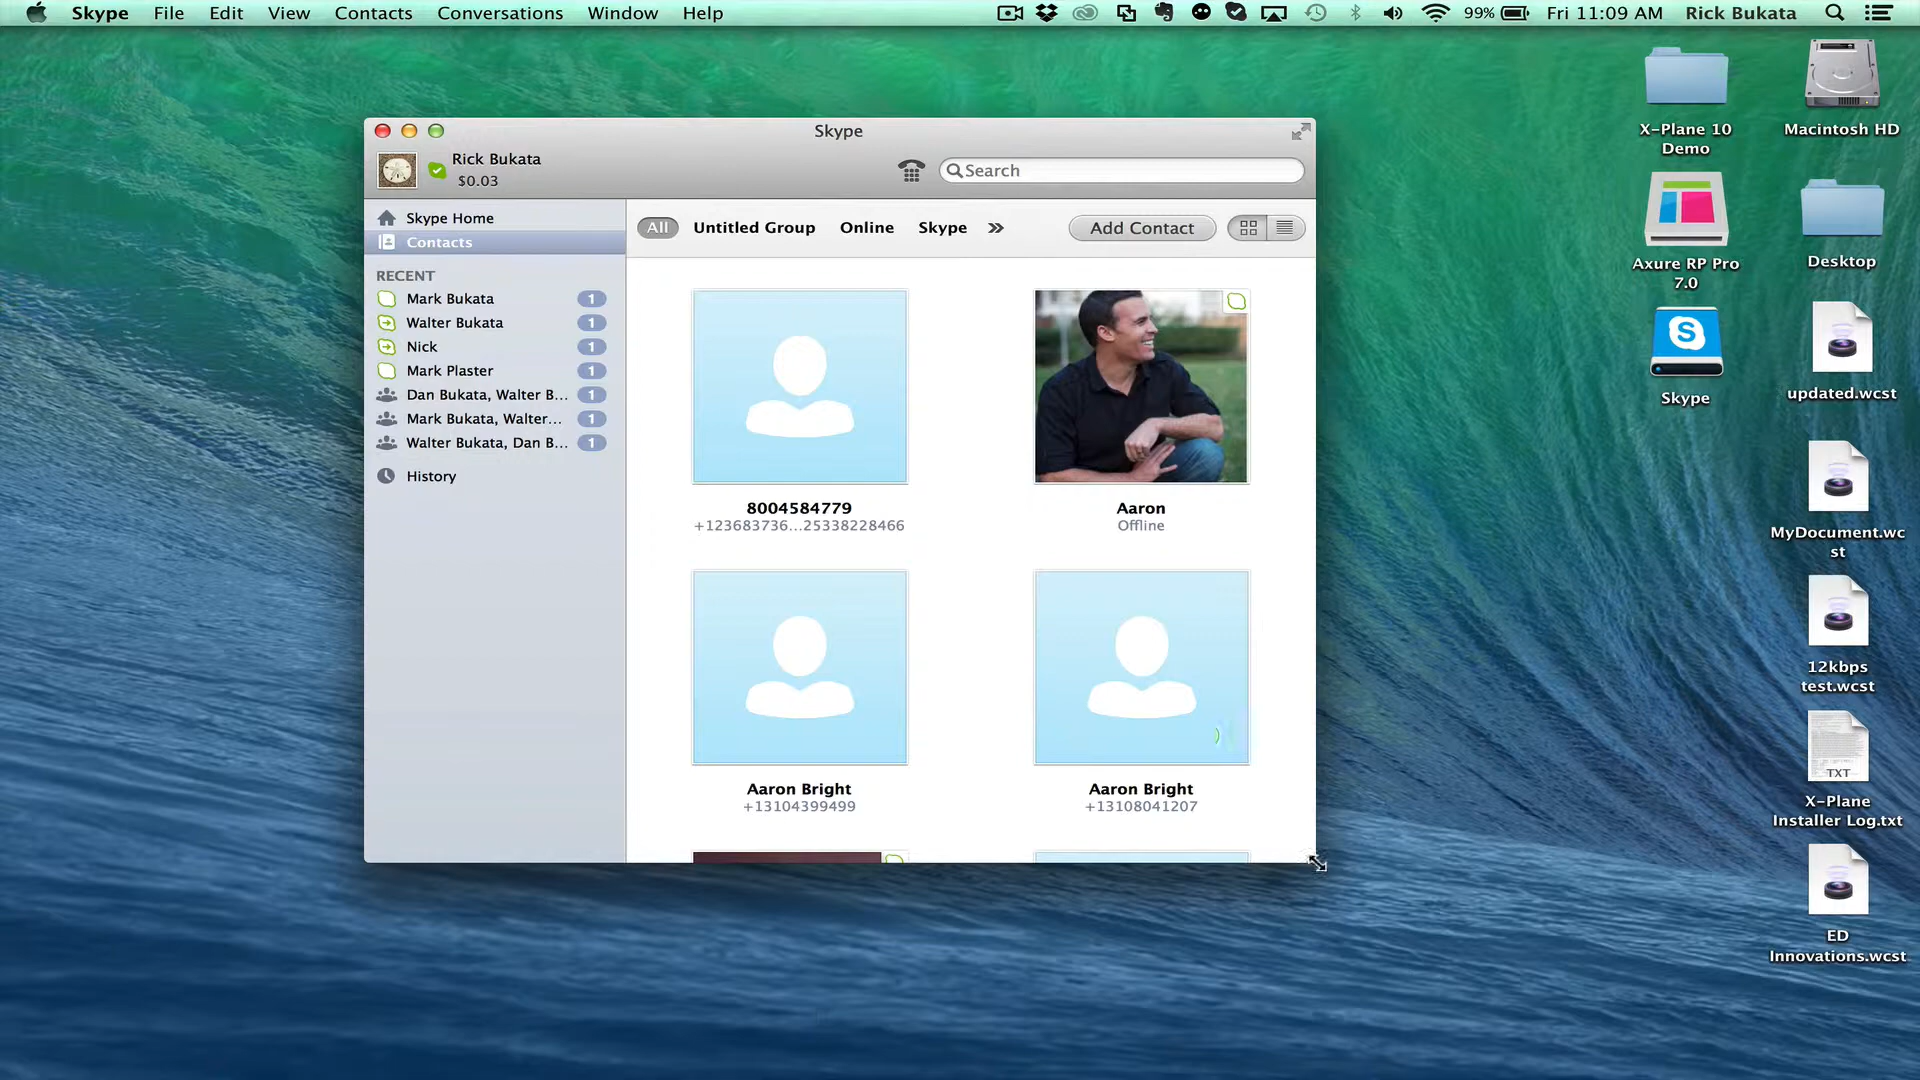 Skype File Edit View Contacts Conversations Window Help 99% Fri 11:09 AM Rick Bukata
Skype
Rick Bukata
$0.03
Search
Skype Home
Contacts
All Untitled Group Online Skype » Add Contact
RECENT
Mark Bukata 1
Walter Bukata 1
Nick 1
Mark Plaster 1
Dan Bukata, Walter B... 1
Mark Bukata, Walter... 1
Walter Bukata, Dan B... 1
History
8004584779
+123683736...25338228466
Aaron
Offline
Aaron Bright
+13104399499
Aaron Bright
+13108041207
X-Plane 10
Demo
Macintosh HD
Axure RP Pro
7.0
Desktop
S
Skype
updated.wcst
MyDocument.wc
st
12kbps
test.wcst
TXT
X-Plane
Installer Log.txt
ED
Innovations.wcst